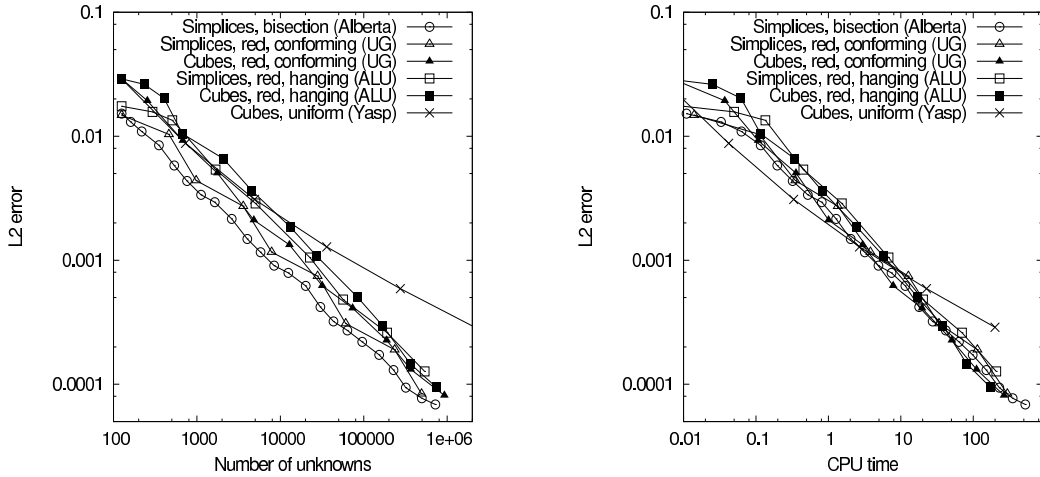 0.1
0.01
0.001
0.0001
L2 error
Simplices, bisection (Alberta)
Simplices, red, conforming (UG)
Cubes, red, conforming (UG)
Simplices, red, hanging (ALU)
Cubes, red, hanging (ALU)
Cubes, uniform (Yasp)
100 1000 10000 100000 1e+06
Number of unknowns
0.1
0.01
0.001
0.0001
L2 error
Simplices, bisection (Alberta)
Simplices, red, conforming (UG)
Cubes, red, conforming (UG)
Simplices, red, hanging (ALU)
Cubes, red, hanging (ALU)
Cubes, uniform (Yasp)
0.01 0.1 1 10 100
CPU time